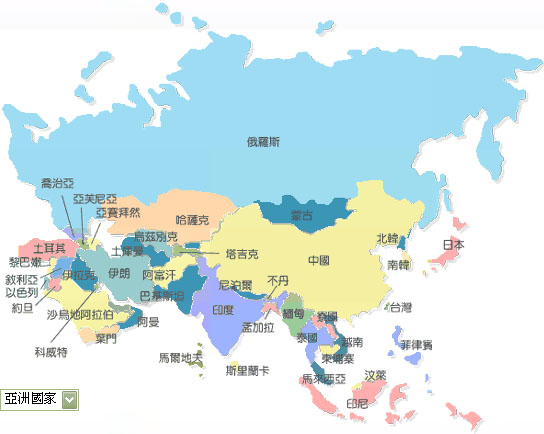 俄羅斯
喬治亞
亞美尼亞
亞賽拜然
哈薩克
蒙古
烏茲別克
土耳其
土庫曼
塔吉克
中國
北韓
日本
南韓
黎巴嫩
敘利亞
伊拉克
伊朗
阿富汗
以色列
約旦
巴基斯坦
尼泊爾
不丹
沙烏地阿拉伯
阿曼
印度
孟加拉
緬甸
寮國
台灣
科威特
葉門
泰國
越南
菲律賓
馬爾地夫
斯里蘭卡
柬埔寨
馬來西亞
汶萊
印尼
亞洲國家